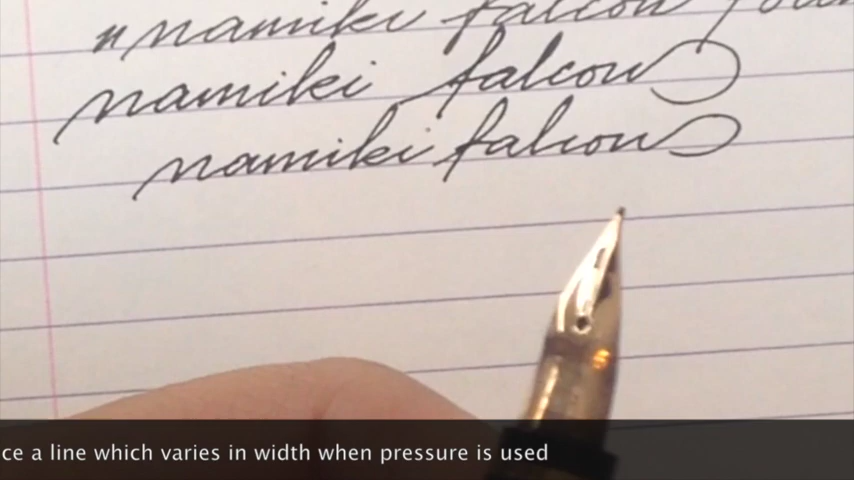 "namiki falcon
namiki falcon
namiki falcon
ce a line which varies in width when pressure is used